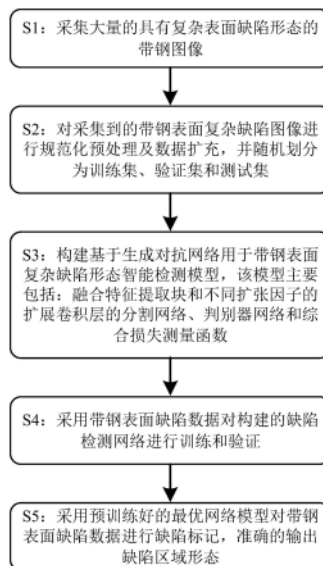 S1：采集大量的具有复杂表面缺陷形态的
带钢图像
S2：对采集到的带钢表面复杂缺陷图像进
行规范化预处理及数据扩充，并随机划分
为训练集、验证集和测试集
S3：构建基于生成对抗网络用于带钢表面
复杂缺陷形态智能检测模型，该模型主要
包括：融合特征提取块和不同扩张因子的
扩展卷积层的分割网络、判别器网络和综
合损失测量函数
S4：采用带钢表面缺陷数据对构建的缺陷
检测网络进行训练和验证
S5：采用预训练好的最优网络模型对带钢
表面缺陷数据进行缺陷标记，准确的输出
缺陷区域形态